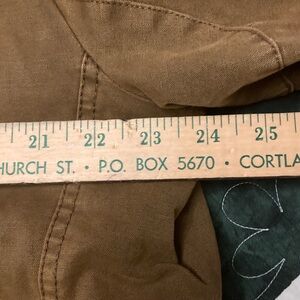 21 22 23 24 25
HURCH ST. • P.O. BOX 5670 • CORTLA